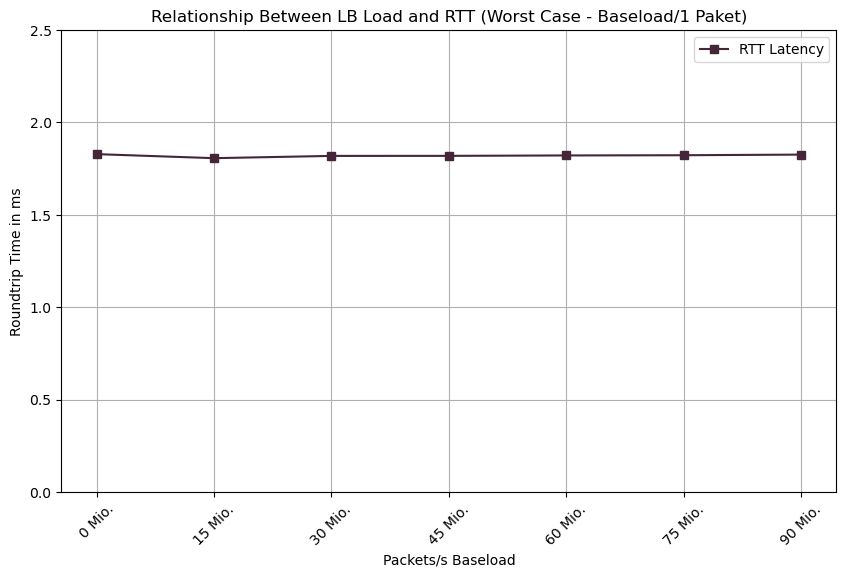 Relationship Between LB Load and RTT (Worst Case - Baseload/1 Paket)
RTT Latency
Roundtrip Time in ms
2.5
2.0
1.5
1.0
0.5
0.0
0 Mio.
15 Mio.
30 Mio.
45 Mio.
60 Mio.
75 Mio.
90 Mio.
Packets/s Baseload